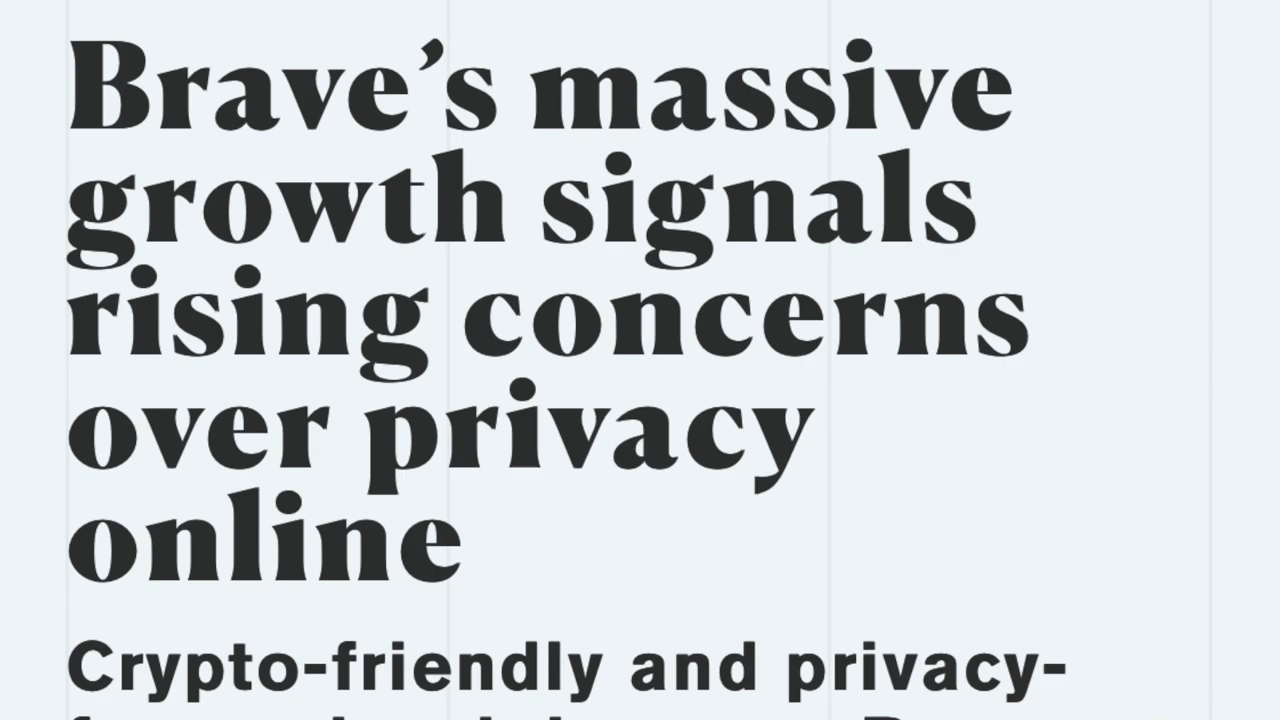 Brave’s massive
growth signals
rising concerns
over privacy
online
Crypto-friendly and privacy-